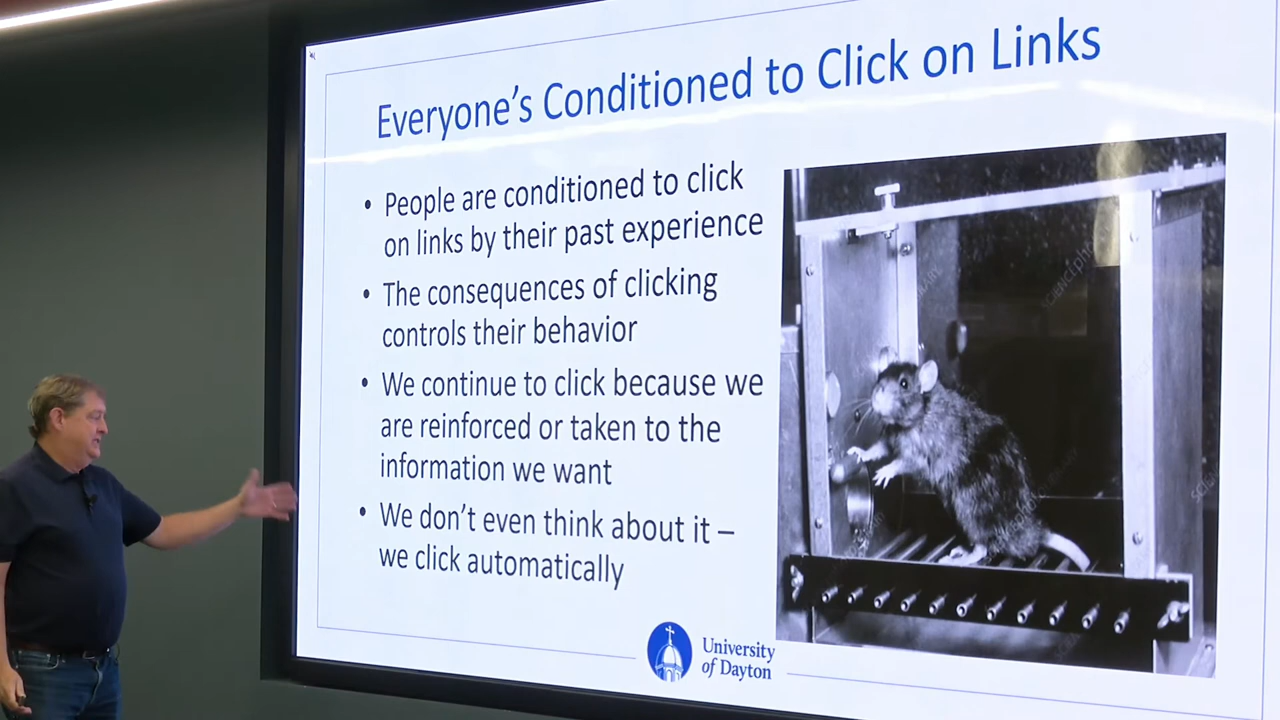 Everyone's Conditioned to Click on Links
• People are conditioned to click
on links by their past experience
• The consequences of clicking
controls their behavior
• We continue to click because we
are reinforced or taken to the
information we want
• We don't even think about it –
we click automatically
University
of Dayton